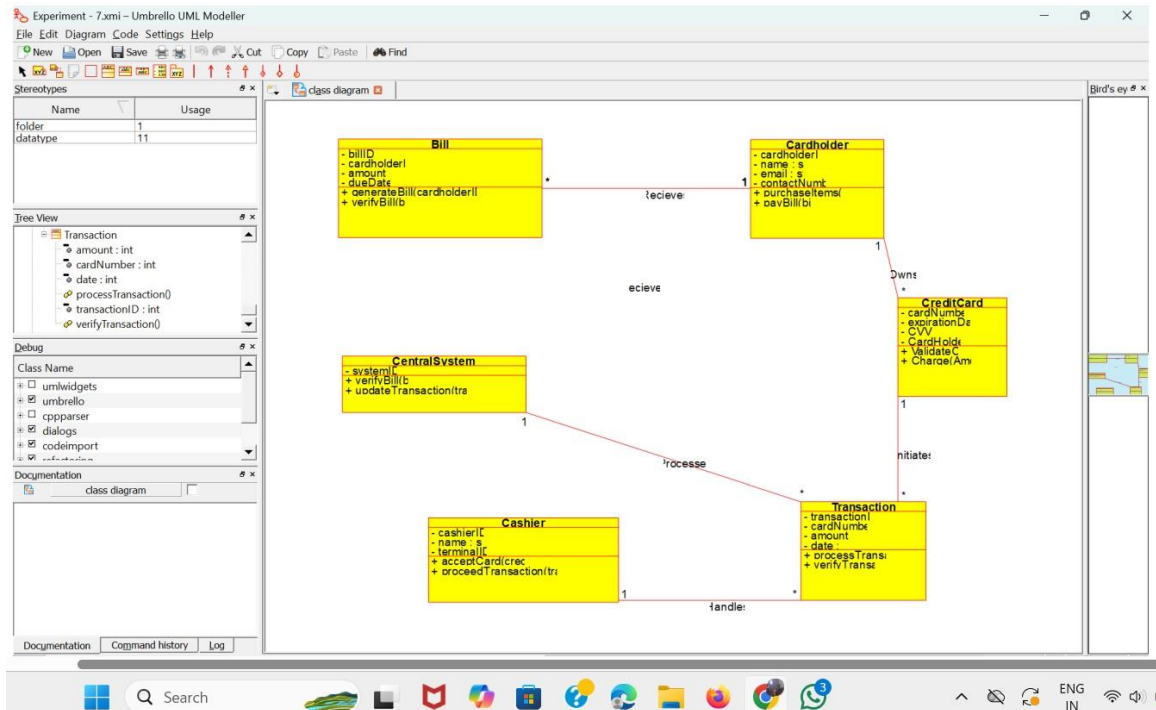 Experiment - 7.xmi – Umbrello UML Modeller
File Edit Diagram Code Settings Help
New Open Save Cut Copy Paste Find
Stereotypes
Name Usage
folder 1
datatype 11
Tree View
Transaction
amount : int
cardNumber : int
date : int
processTransaction()
transactionID : int
verifyTransaction()
Debug
Class Name
umlwidgets
umbrello
cppparser
dialogs
codeimport
Documentation
class diagram
Documentation Command history Log
class diagram
Bird's ey
Bill
- billID
- cardholderI
- amount
- dueDate
+ generateBill(cardholderI
+ verifyBill(b
*
1
Recieve
Cardholder
- cardholderI
- name : s
- email : s
- contactNumb
+ purchaseItems(
+ payBill(bi
1
Owns
*
ecieve
CreditCard
- cardNumbe
- expirationDa
- CVV
- CardHolde
+ ValidateC
+ Charge(Am
1
nitiates
*
CentralSystem
- systemI
+ verifyBill(b
+ updateTransaction(tra
1
Processe
*
Transaction
- transactionI
- cardNumbe
- amount
- date :
+ processTransa
+ verifyTransa
Cashier
- cashierI
- name : s
- terminalI
+ acceptCard(crec
+ proceedTransaction(tra
1
*
Handle
Search
3
ENG
IN